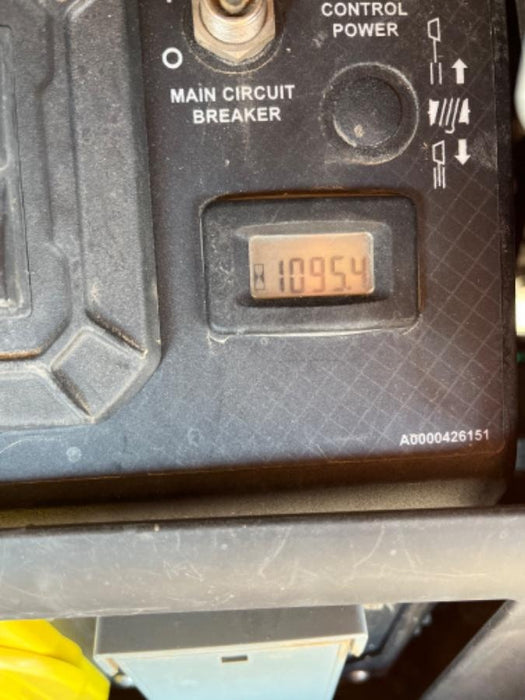 CONTROL
POWER
O
MAIN CIRCUIT
BREAKER
1095.4
A0000426151